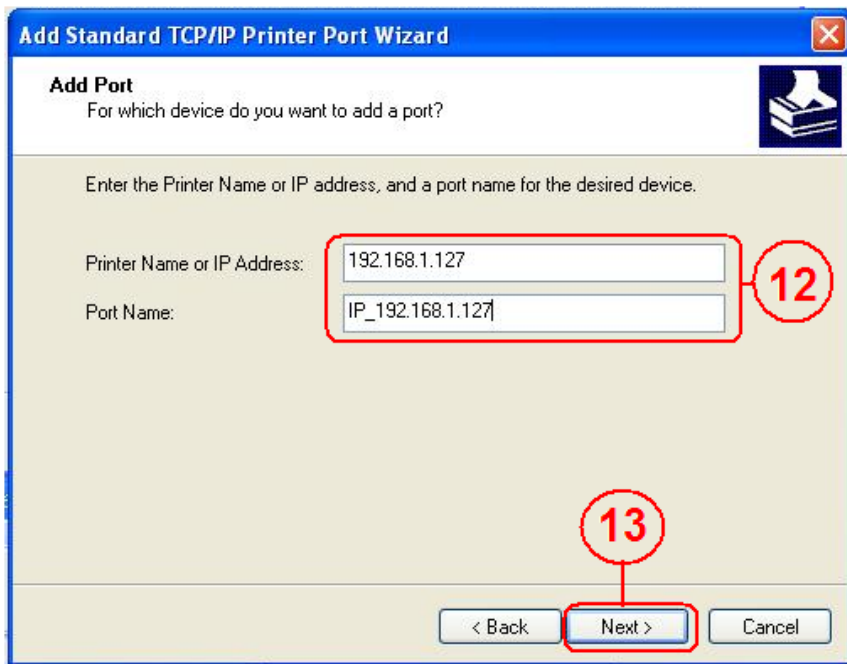 Add Standard TCP/IP Printer Port Wizard
Add Port
For which device do you want to add a port?
Enter the Printer Name or IP address, and a port name for the desired device.
Printer Name or IP Address: 192.168.1.127
12
Port Name: IP_192.168.1.127
13
< Back Next > Cancel